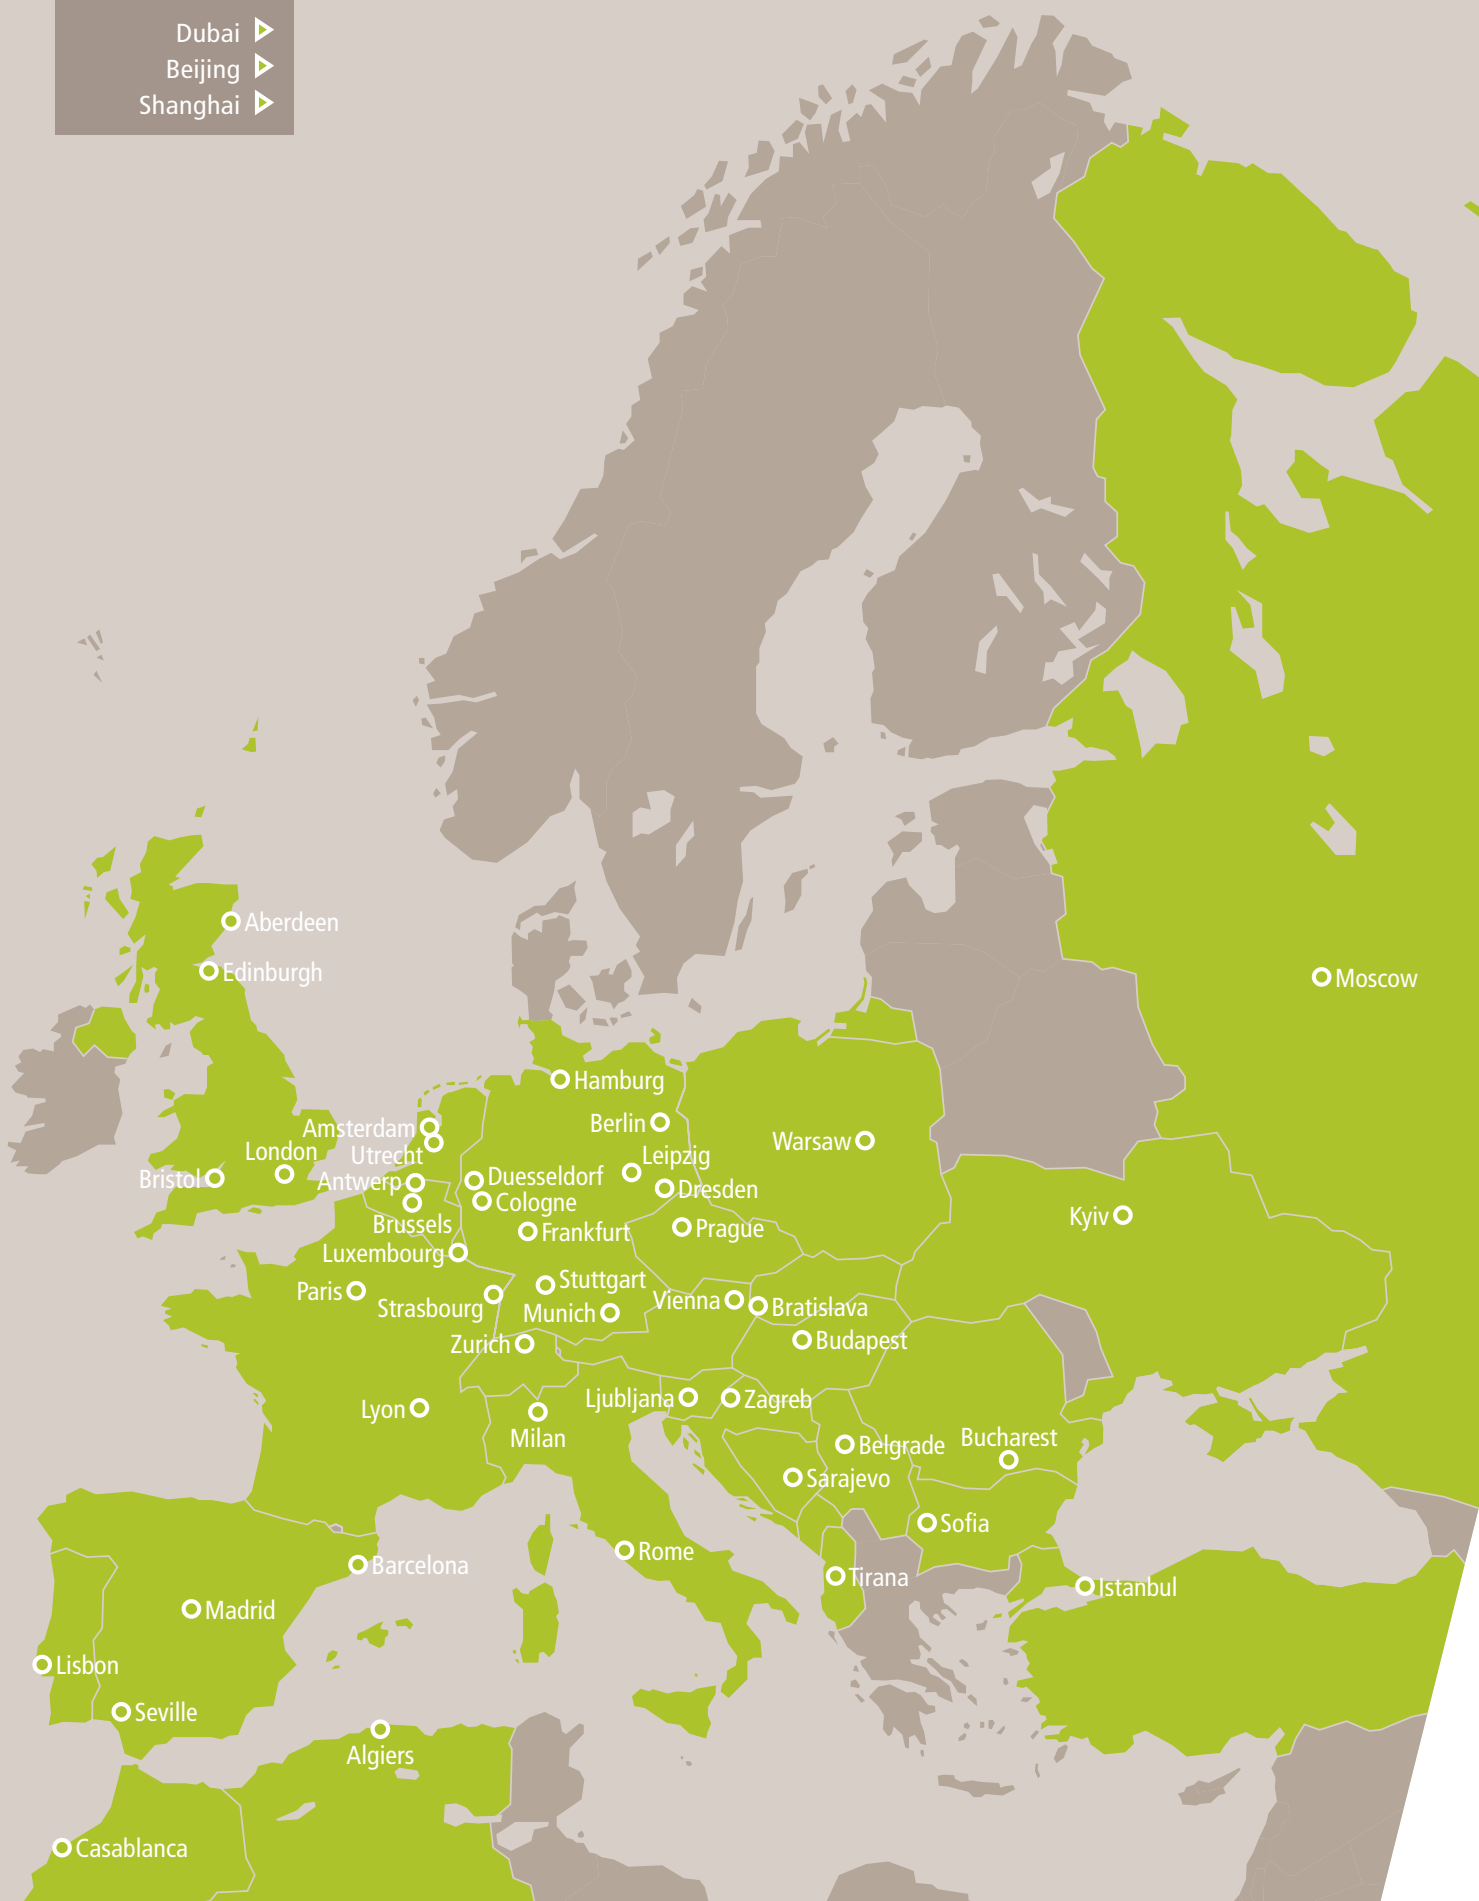 Dubai
Beijing
Shanghai
Aberdeen
Edinburgh
Moscow
Hamburg
Amsterdam
Berlin
Warsaw
London
Utrecht
Leipzig
Bristol
Antwerp
Duesseldorf
Dresden
Cologne
Brussels
Frankfurt
Prague
Kyiv
Luxembourg
Paris
Stuttgart
Strasbourg
Munich
Vienna
Bratislava
Zurich
Budapest
Lyon
Ljubljana
Zagreb
Milan
Belgrade
Bucharest
Sarajevo
Sofia
Barcelona
Rome
Tirana
Istanbul
Madrid
Lisbon
Seville
Algiers
Casablanca